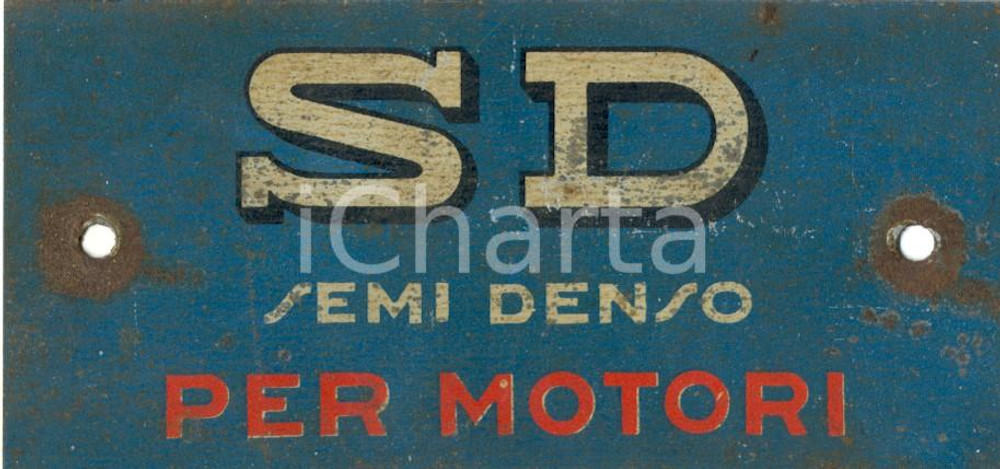 SD
iCharta
SEMI DENSO
PER MOTORI